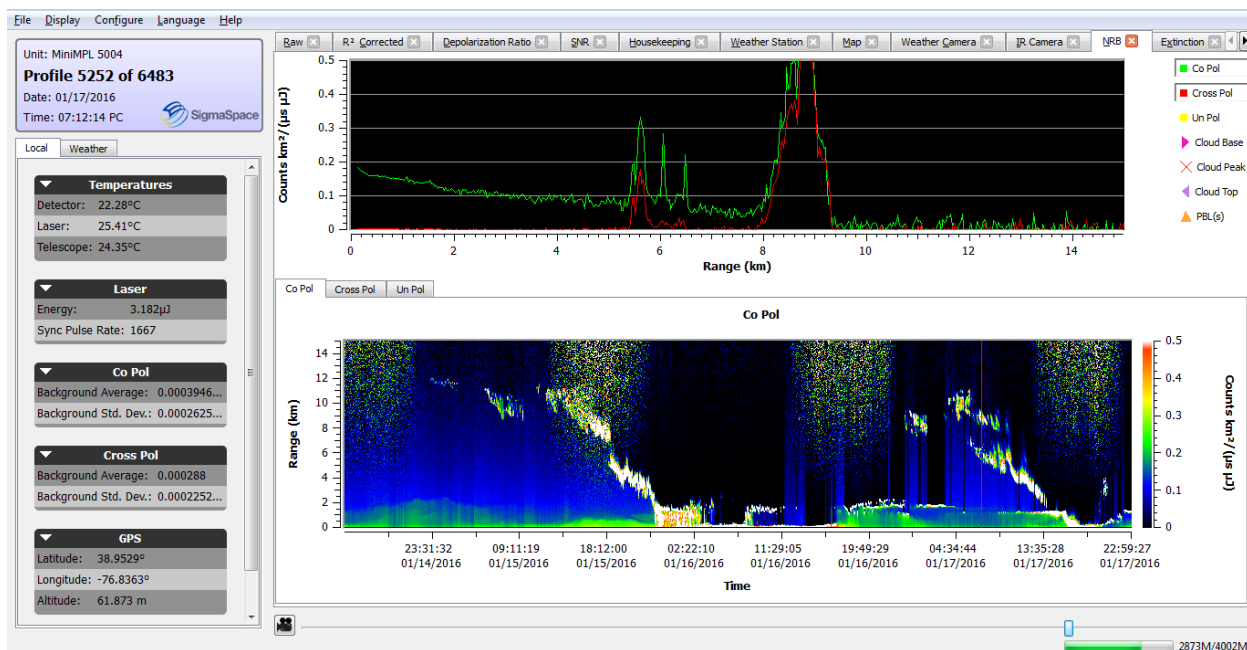 File Display Configure Language Help
Unit: MiniMPL 5004
Profile 5252 of 6483
Date: 01/17/2016
Time: 07:12:14 PC
SigmaSpace
Local Weather
Temperatures
Detector: 22.28ºC
Laser: 25.41ºC
Telescope: 24.35ºC
Laser
Energy: 3.182µJ
Sync Pulse Rate: 1667
Co Pol
Background Average: 0.0003946...
Background Std. Dev.: 0.0002625...
Cross Pol
Background Average: 0.000288
Background Std. Dev.: 0.0002252...
GPS
Latitude: 38.9529º
Longitude: -76.8363º
Altitude: 61.873 m
Raw R² Corrected Depolarization Ratio SNR Housekeeping Weather Station Map Weather Camera IR Camera NRB Extinction
Counts km²/(µs µJ)
0.5
0.4
0.3
0.2
0.1
0
0 2 4 6 8 10 12 14
Range (km)
Co Pol
Cross Pol
Un Pol
Cloud Base
Cloud Peak
Cloud Top
PBL(s)
Co Pol Cross Pol Un Pol
Co Pol
Range (km)
14
12
10
8
6
4
2
0
23:31:32 09:11:19 18:12:00 02:22:10 11:29:05 19:49:29 04:34:44 13:35:28 22:59:27
01/14/2016 01/15/2016 01/15/2016 01/16/2016 01/16/2016 01/16/2016 01/17/2016 01/17/2016 01/17/2016
Time
0.5
0.4
0.3
0.2
0.1
0
Counts km²/(µs µJ)
2873M/4002M